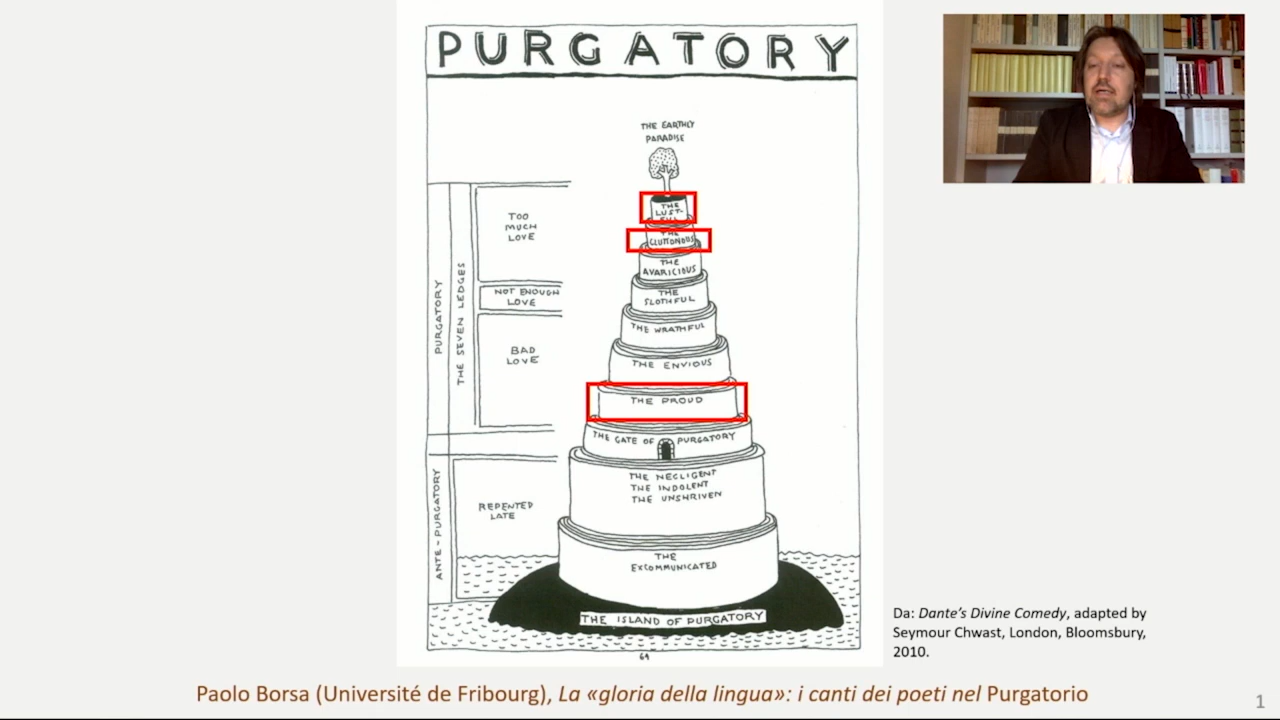 PURGATORY
THE EARTHLY
PARADISE
THE
LUST-
FUL
THE
GLUTTONOUS
THE
AVARICIOUS
THE
SLOTHFUL
THE WRATHFUL
THE ENVIOUS
THE PROUD
THE GATE OF PURGATORY
THE NEGLIGENT
THE INDOLENT
THE UNSHRIVEN
THE
EXCOMMUNICATED
THE ISLAND OF PURGATORY
TOO
MUCH
LOVE
NOT ENOUGH
LOVE
BAD
LOVE
REPENTED
LATE
PURGATORY
THE SEVEN LEDGES
ANTE-PURGATORY
69
Da: Dante's Divine Comedy, adapted by
Seymour Chwast, London, Bloomsbury,
2010.
Paolo Borsa (Université de Fribourg), La «gloria della lingua»: i canti dei poeti nel Purgatorio
1